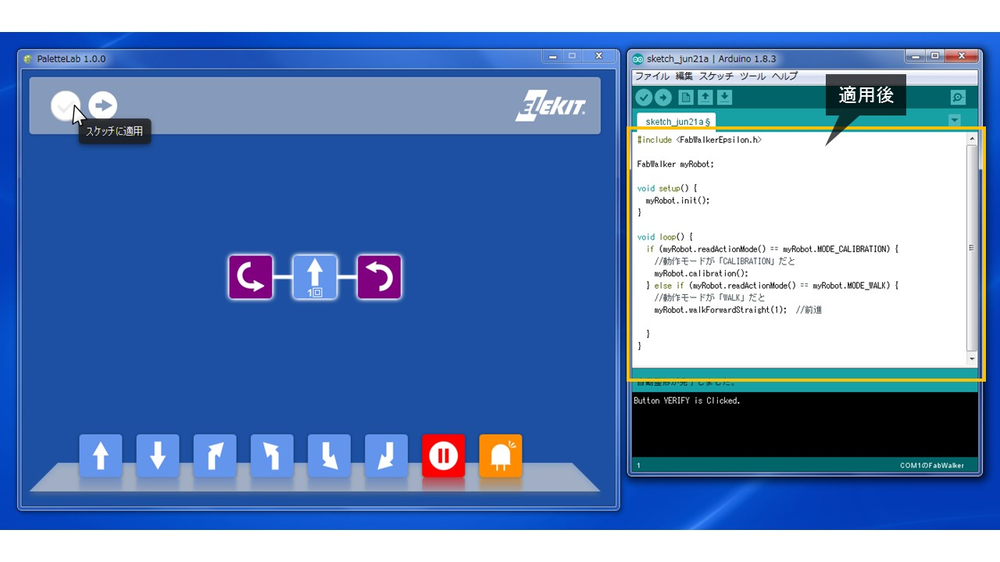 PaletteLab 1.0.0
スケッチに適用
ELEKIT.
1回
sketch_jun21a | Arduino 1.8.3
ファイル 編集 スケッチ ツール ヘルプ
適用後
sketch_jun21a §
#include <FabWalkerEpsilon.h>
FabWalker myRobot;
void setup() {
myRobot.init();
}
void loop() {
if (myRobot.readActionMode() == myRobot.MODE_CALIBRATION) {
//動作モードが「CALIBRATION」だと
myRobot.calibration();
} else if (myRobot.readActionMode() == myRobot.MODE_WALK) {
//動作モードが「WALK」だと
myRobot.walkForwardStraight(1); //前進
}
}
自動整形が完了しました。
Button VERIFY is Clicked.
1
COM1のFabWalker